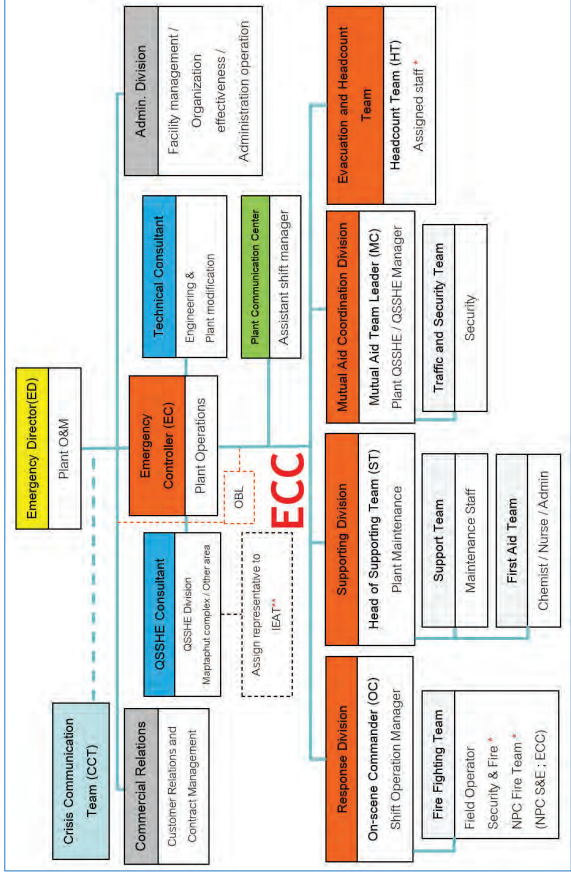 Emergency Director(ED)
Plant O&M
Crisis Communication
Team (CCT)
Commercial Relations
Customer Relations and
Contract Management
QSSHE Consultant
QSSHE Division
Maptaphut complex / Other area
Assign representative to
IEAT**
Emergency
Controller (EC)
Plant Operations
OBL
Technical Consultant
Engineering &
Plant modification
Admin. Division
Facility management /
Organization
effectiveness /
Administration operation
ECC
Plant Communication Center
Assistant shift manager
Response Division
On-scene Commander (OC)
Shift Operation Manager
Fire Fighting Team
Field Operator
Security & Fire *
NPC Fire Team *
(NPC S&E ; ECC)
Supporting Division
Head of Supporting Team (ST)
Plant Maintenance
Support Team
Maintenance Staff
First Aid Team
Chemist / Nurse / Admin
Mutual Aid Coordination Division
Mutual Aid Team Leader (MC)
Plant QSSHE / QSSHE Manager
Traffic and Security Team
Security
Evacuation and Headcount
Team
Headcount Team (HT)
Assigned staff *